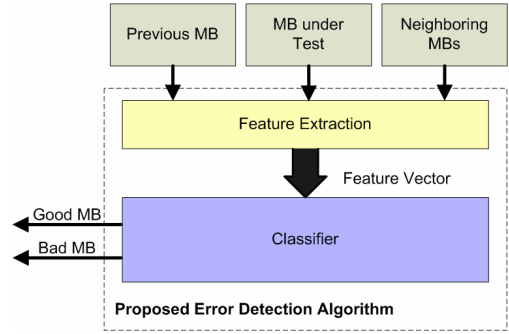 Previous MB
MB under
Test
Neighboring
MBs
Feature Extraction
Feature Vector
Good MB
Classifier
Bad MB
Proposed Error Detection Algorithm